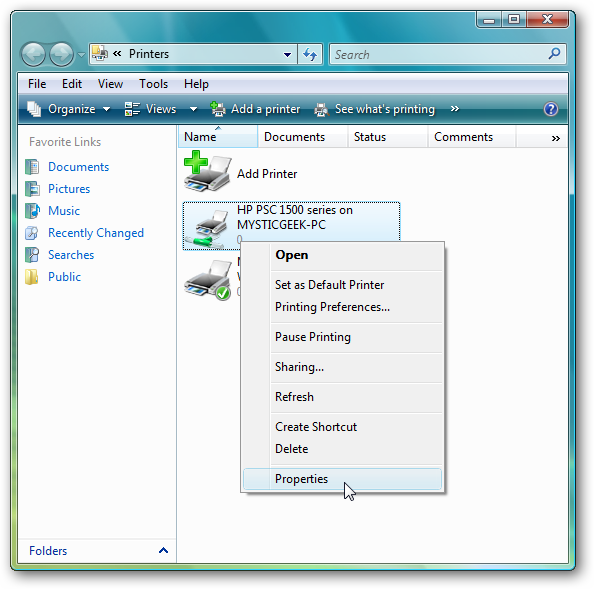 « Printers
Search
File Edit View Tools Help
Organize Views Add a printer See what's printing »
Name Documents Status Comments »
Favorite Links
Documents
Pictures
Music
Recently Changed
Searches
Public
Add Printer
HP PSC 1500 series on
MYSTICGEEK-PC
0
Open
Set as Default Printer
Printing Preferences...
Pause Printing
Sharing...
Refresh
Create Shortcut
Delete
Properties
Folders